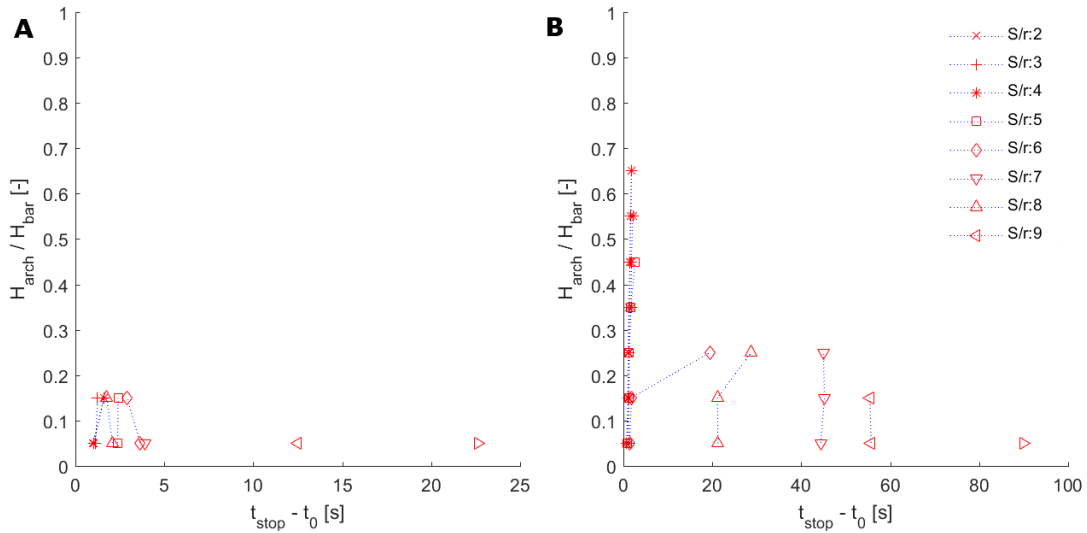 A
1
0.9
0.8
0.7
0.6
0.5
0.4
0.3
0.2
0.1
0
H_arch / H_bar [-]
0 5 10 15 20 25
t_stop - t_0 [s]
B
1
0.9
0.8
0.7
0.6
0.5
0.4
0.3
0.2
0.1
0
H_arch / H_bar [-]
0 20 40 60 80 100
t_stop - t_0 [s]
S/r:2
S/r:3
S/r:4
S/r:5
S/r:6
S/r:7
S/r:8
S/r:9